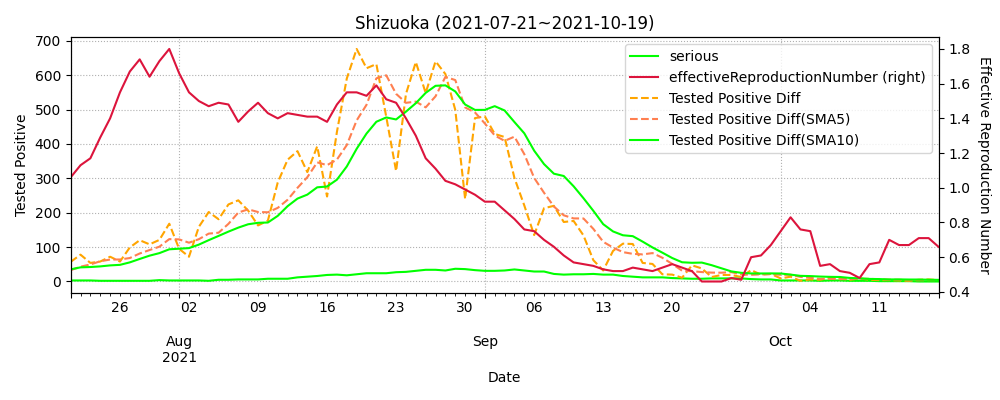 Shizuoka (2021-07-21~2021-10-19)
700
600
500
400
300
200
100
0
Tested Positive
serious
effectiveReproductionNumber (right)
Tested Positive Diff
Tested Positive Diff(SMA5)
Tested Positive Diff(SMA10)
1.8
1.6
1.4
1.2
1.0
0.8
0.6
0.4
Effective Reproduction Number
26 02 09 16 23 30 06 13 20 27 04 11
Aug Sep Oct
2021
Date